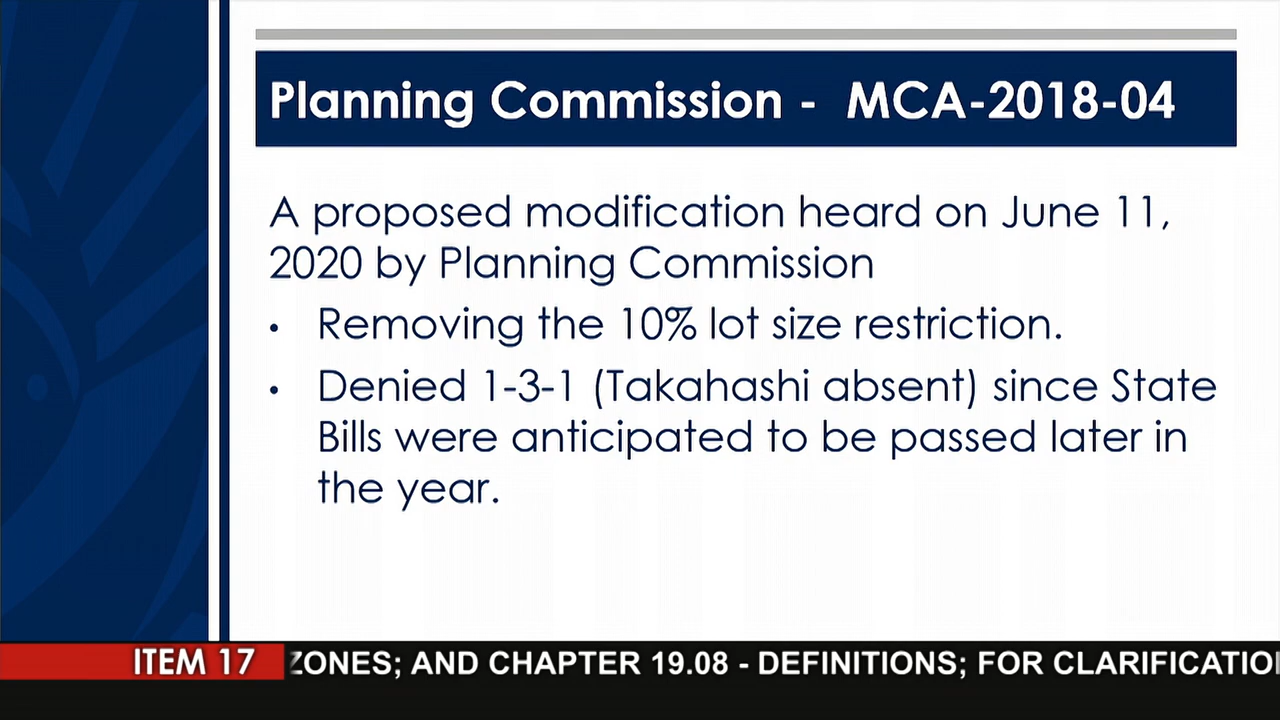 Planning Commission - MCA-2018-04
A proposed modification heard on June 11,
2020 by Planning Commission
• Removing the 10% lot size restriction.
• Denied 1-3-1 (Takahashi absent) since State
Bills were anticipated to be passed later in
the year.
ITEM 17 ZONES; AND CHAPTER 19.08 - DEFINITIONS; FOR CLARIFICATIO